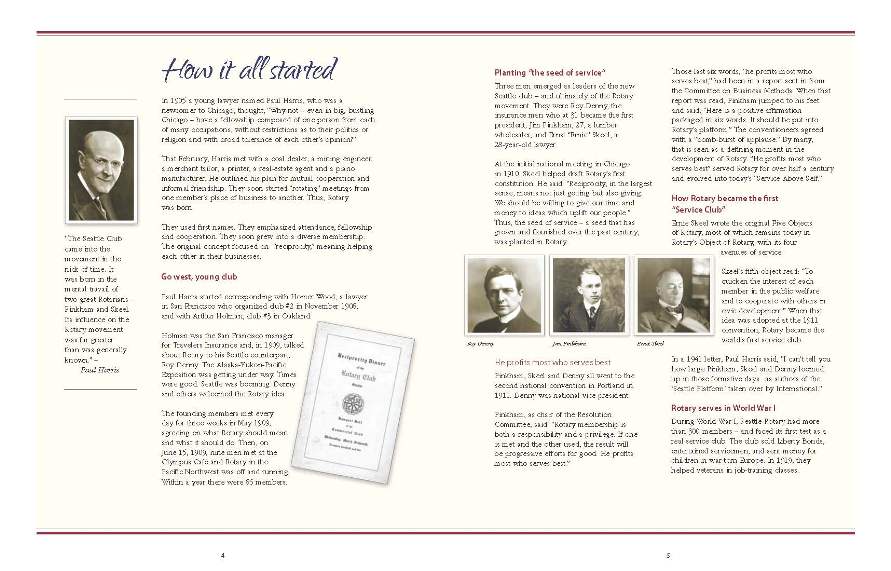 How it all started
In 1905 a young lawyer named Paul Harris, who was a
newcomer to Chicago, thought, "why not – even in big, bustling
Chicago – have a fellowship composed of one person from each
of many occupations, without restrictions as to their politics or
religion and with broad tolerance of each other's opinion?"
That February, Harris met with a coal dealer, a mining engineer,
a merchant tailor, a printer, a real estate agent and a piano
manufacturer. He outlined his plan for mutual cooperation and
informal friendship. They soon started "rotating" meetings from
one member's place of business to another. Thus, Rotary
was born.
They used first names. They emphasized attendance, fellowship
and cooperation. They soon grew into a diverse membership.
The original concept focused on "reciprocity," meaning helping
each other in their businesses.
Go west, young club
Paul Harris started corresponding with Homer Wood, a lawyer
in San Francisco who organized club #2 in November 1908,
and with Arthur Holman, club #3 in Oakland.
Holman was the San Francisco manager
for Travelers Insurance and, in 1909, talked
about Rotary to his Seattle counterpart,
Roy Denny. The Alaska-Yukon-Pacific
Exposition was getting under way. Times
were good. Seattle was booming. Denny
and others welcomed the Rotary idea.
The founding members met every
day for three weeks in May 1909,
agreeing on what Rotary should mean
and what it should do. Then, on
June 15, 1909, nine men met at the
Olympus Cafe and Rotary in the
Pacific Northwest was off and running.
Within a year there were 65 members.
"The Seattle Club
came into the
movement in the
nick of time. It
was born in the
mental travail of
two great Rotarians
Pinkham and Skeel.
Its influence on the
Rotary movement
was far greater
than was generally
known." –
Paul Harris
Reciprocity Dinner
of the
Rotary Club
4
Planting "the seed of service"
Three men emerged as leaders of the new
Seattle club – and ultimately of the Rotary
movement. They were Roy Denny, the
insurance man who at 31 became the first
president, Jim Pinkham, 27, a lumber
wholesaler, and Ernst "Ernie" Skeel, a
28-year-old lawyer.
At the initial national meeting in Chicago
in 1910, Skeel helped draft Rotary's first
constitution. He said: "Reciprocity, in the largest
sense, means not just getting but also giving.
We should be willing to give our time and
money to ideas which uplift our people."
Thus, the seed of service – a seed that has
grown and flourished over the past century,
was planted in Rotary.
Roy Denny
Jim Pinkham
Ernie Skeel
He profits most who serves best
Pinkham, Skeel and Denny all went to the
second national convention in Portland in
1911. Denny was national vice president.
Pinkham, as chair of the Resolution
Committee, said: "Rotary membership is
both a responsibility and a privilege. If one
is met and the other used, the result will
be progressive efforts for good. He profits
most who serves best."
Those last six words, "he profits most who
serves best," had been in a report sent in from
the Committee on Business Methods. When that
report was read, Pinkham jumped to his feet
and said, "Here is a positive affirmation
packaged in six words. It should be put into
Rotary's platform." The conventioneers agreed
with a "comb-burst of applause." By many,
that is seen as a defining moment in the
development of Rotary. "He profits most who
serves best" served Rotary for over half a century
and evolved into today's "Service Above Self."
How Rotary became the first
"Service Club"
Ernie Skeel wrote the original Five Objects
of Rotary, most of which remains today in
Rotary's Object of Rotary, with its four
avenues of service.
Skeel's fifth object read: "To
quicken the interest of each
member in the public welfare
and to cooperate with others in
civic development." When that
idea was adopted at the 1911
convention, Rotary became the
world's first service club.
In a 1941 letter, Paul Harris said, "I can't tell you
how large Pinkham, Skeel and Denny loomed
up in those formative days as authors of the
'Seattle Platform' taken over by International."
Rotary serves in World War I
During World War I, Seattle Rotary had more
than 300 members – and faced its first test as a
real service club. The club sold Liberty Bonds,
entertained servicemen, and sent money for
children in war-torn Europe. In 1919, they
helped veterans in job-training classes.
5